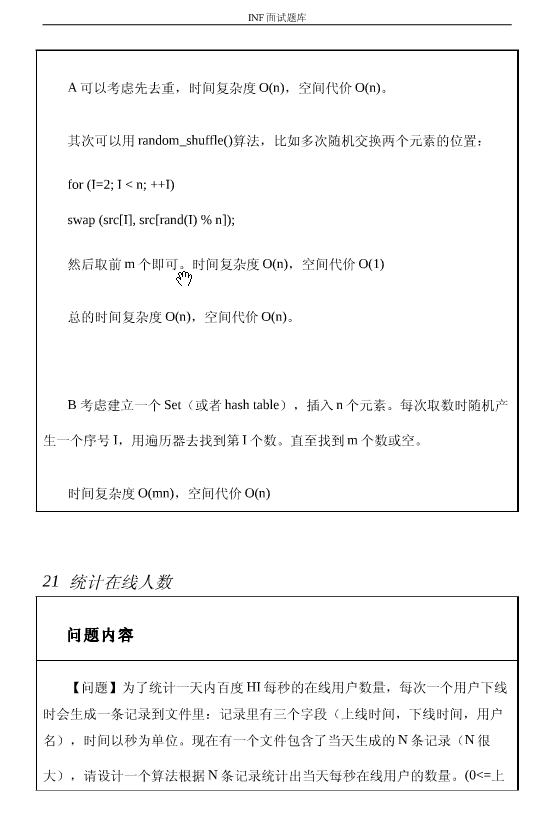 INF 面试题库
A 可以考虑先去重，时间复杂度 O(n)，空间代价 O(n)。
其次可以用 random_shuffle()算法，比如多次随机交换两个元素的位置：
for (I=2; I < n; ++I)
swap (src[I], src[rand(I) % n]);
然后取前 m 个即可。时间复杂度 O(n)，空间代价 O(1)
总的时间复杂度 O(n)，空间代价 O(n)。
B 考虑建立一个 Set（或者 hash table），插入 n 个元素。每次取数时随机产
生一个序号 I，用遍历器去找到第 I 个数。直至找到 m 个数或空。
时间复杂度 O(mn)，空间代价 O(n)
21 统计在线人数
问题内容
【问题】为了统计一天内百度 HI 每秒的在线用户数量，每次一个用户下线
时会生成一条记录到文件里：记录里有三个字段（上线时间，下线时间，用户
名），时间以秒为单位。现在有一个文件包含了当天生成的 N 条记录（N 很
大），请设计一个算法根据 N 条记录统计出当天每秒在线用户的数量。(0<=上